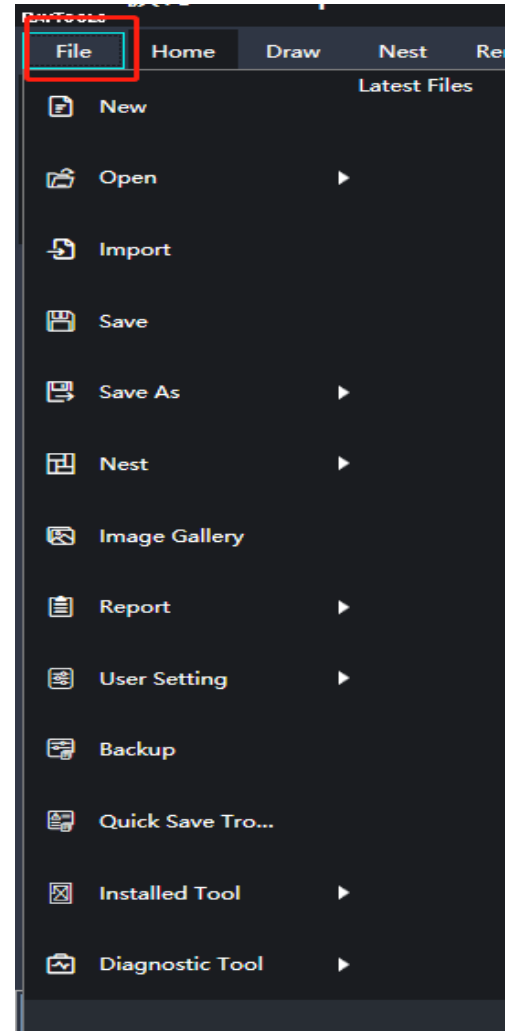 RAYTOOLS
File Home Draw Nest
Latest Files
New
Open
Import
Save
Save As
Nest
Image Gallery
Report
User Setting
Backup
Quick Save Tro...
Installed Tool
Diagnostic Tool